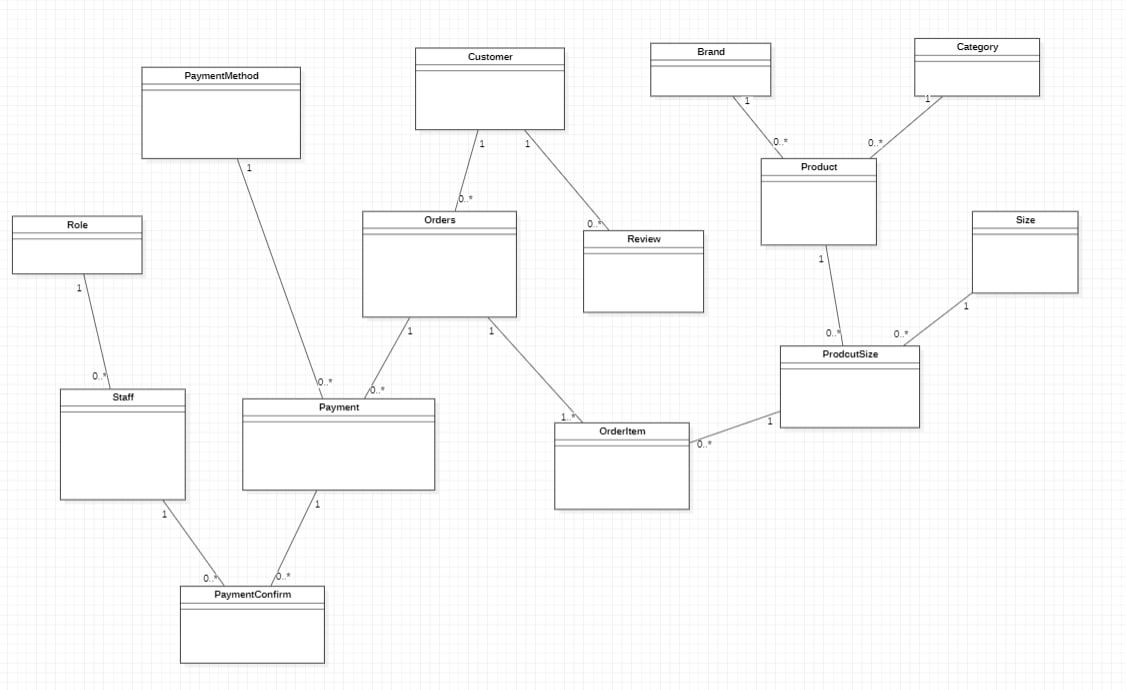 Category
Brand
Customer
PaymentMethod
1
1
0..*
0..*
1
1
Product
1
0..*
Orders
Size
Role
0..*
Review
1
1
1
1
1
0..*
0..*
ProdcutSize
0..*
0..*
0..*
Staff
Payment
1..*
1
OrderItem
0..*
1
1
0..*
0..*
PaymentConfirm